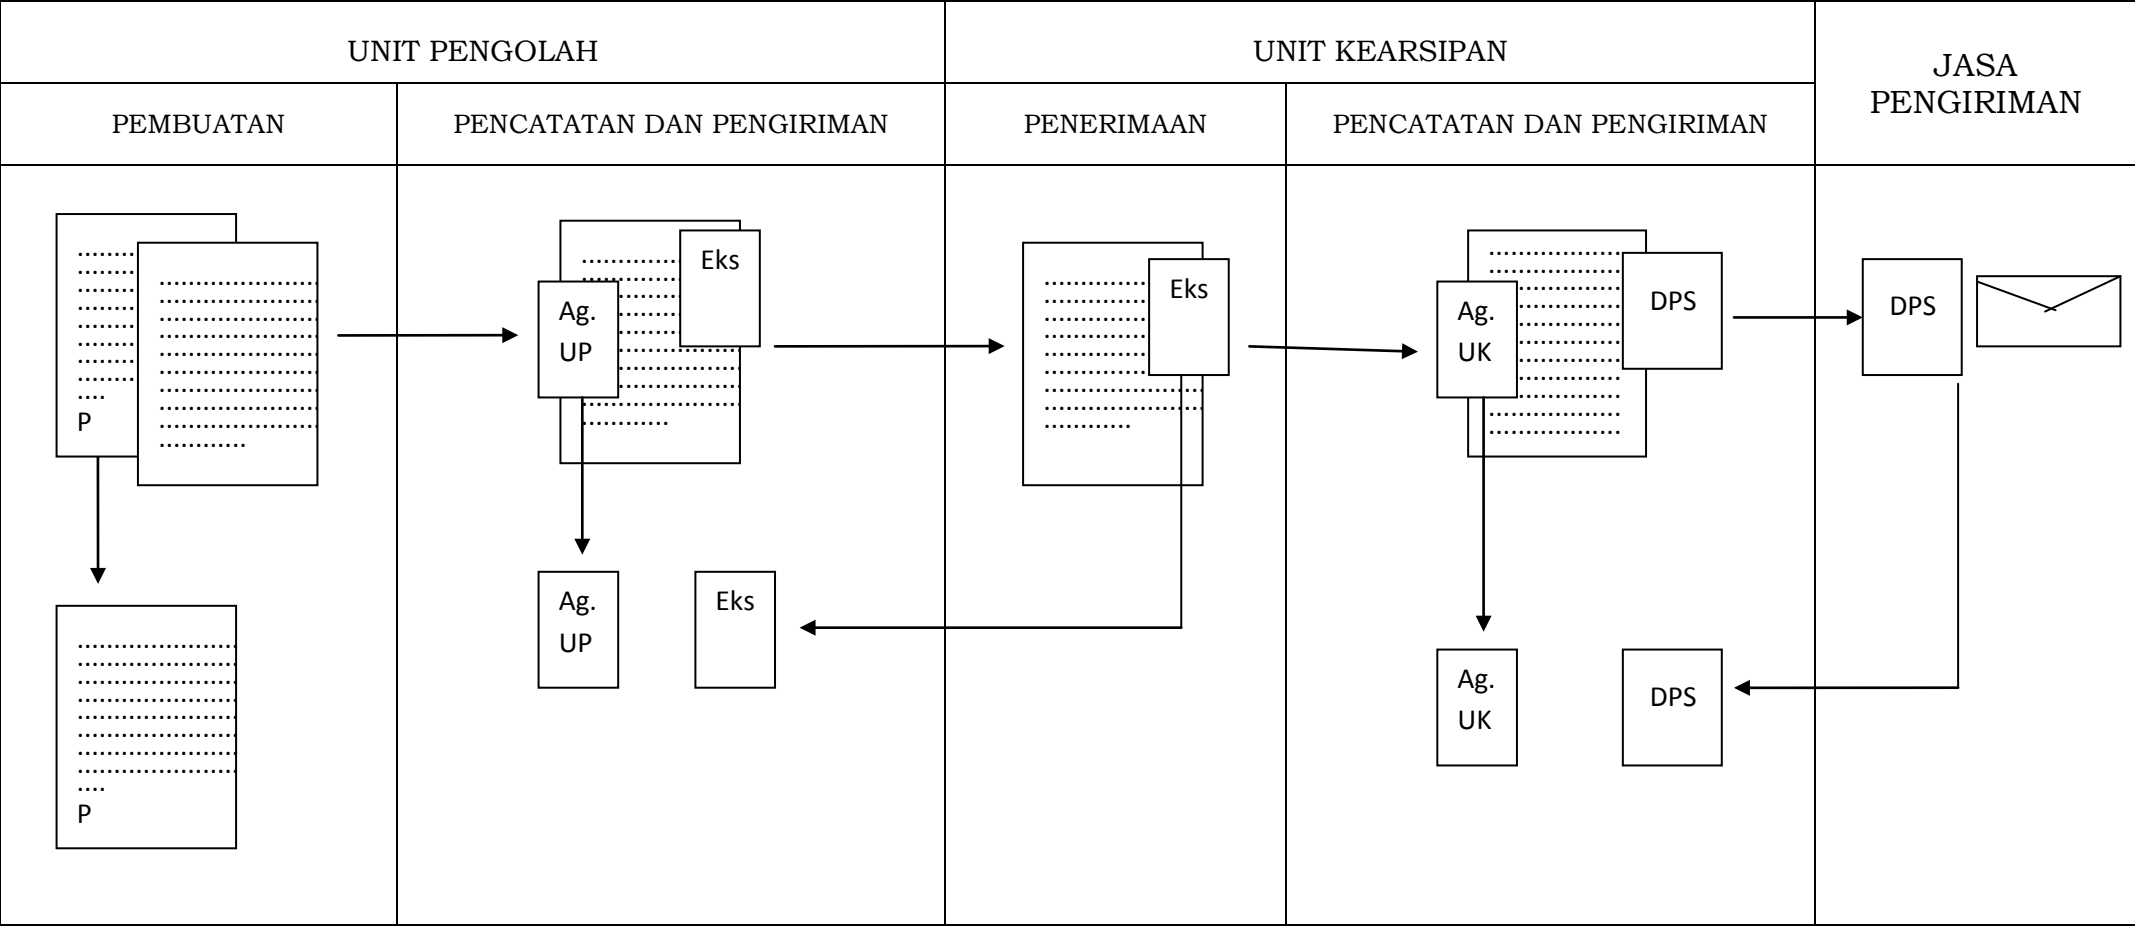 UNIT PENGOLAH
UNIT KEARSIPAN
JASA
PENGIRIMAN
PEMBUATAN
PENCATATAN DAN PENGIRIMAN
PENERIMAAN
PENCATATAN DAN PENGIRIMAN
P
Ag.
UP
Eks
Eks
Ag.
UK
DPS
DPS
P
Ag.
UP
Eks
Ag.
UK
DPS